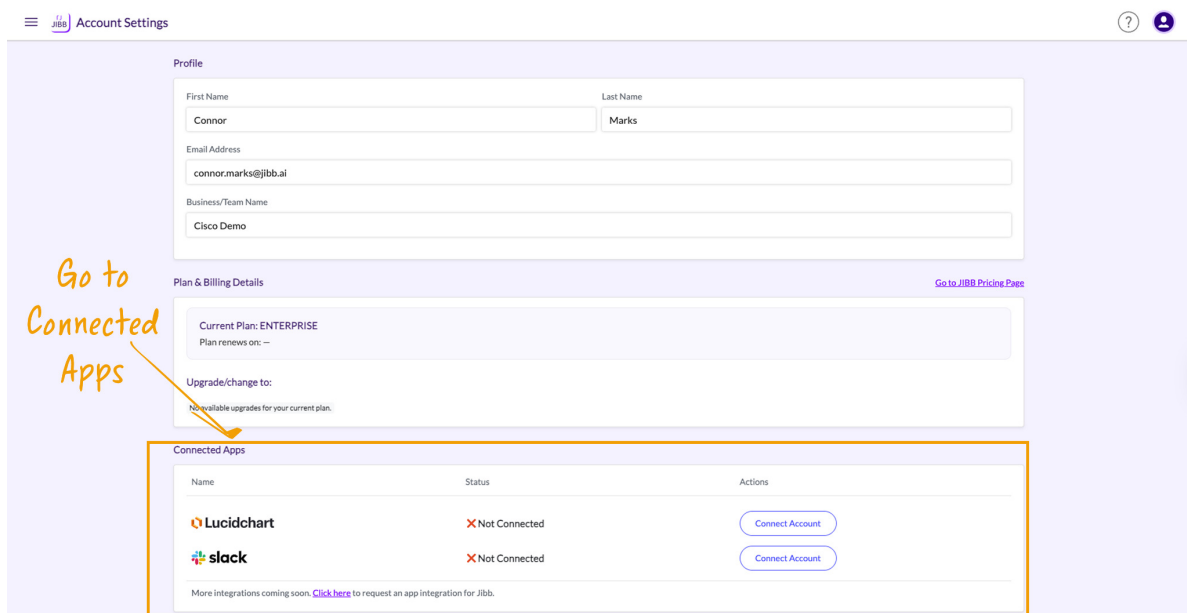 JIBB Account Settings ?
Profile
First Name Last Name
Connor Marks
Email Address
connor.marks@jibb.ai
Business/Team Name
Cisco Demo
Go to
Connected
Apps
Plan & Billing Details Go to JIBB Pricing Page
Current Plan: ENTERPRISE
Plan renews on: —
Upgrade/change to:
No available upgrades for your current plan.
Connected Apps
Name Status Actions
Lucidchart ❌ Not Connected Connect Account
slack ❌ Not Connected Connect Account
More integrations coming soon. Click here to request an app integration for Jibb.